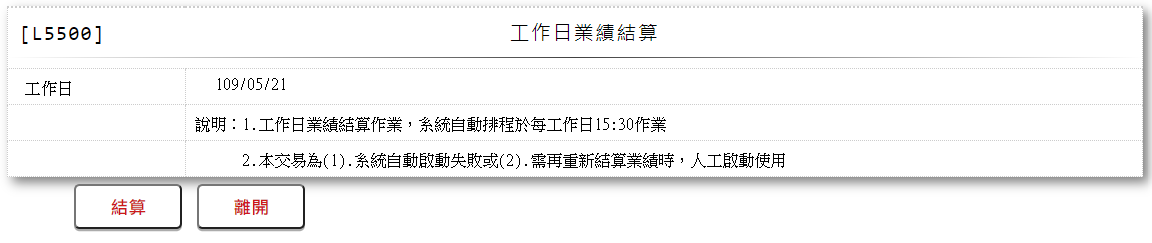 [L5500] 工作日業績結算
工作日 109/05/21
說明：1.工作日業績結算作業，系統自動排程於每工作日15:30作業
2.本交易為(1).系統自動啟動失敗或(2).需再重新結算業績時，人工啟動使用
結算 離開